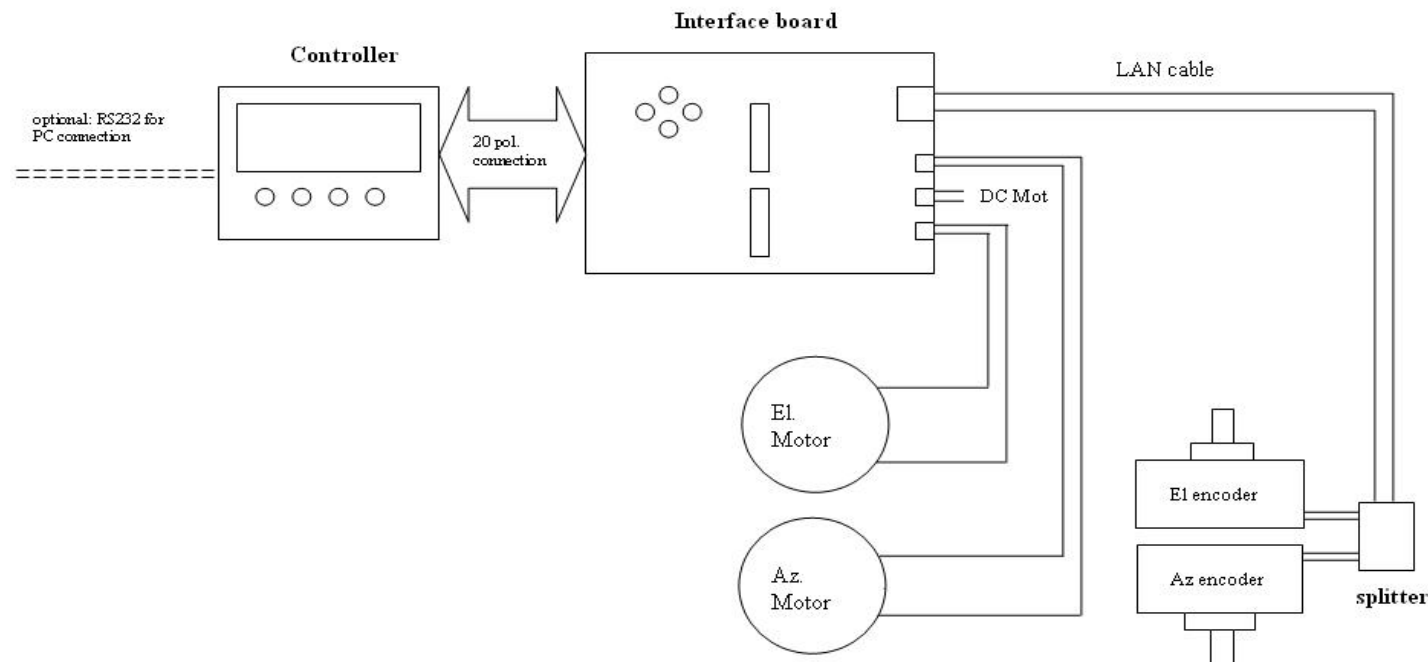 Interface board
Controller
LAN cable
optional: RS232 for
PC connection
20 pol.
connection
DC Mot
El.
Motor
El encoder
Az.
Motor
Az encoder
splitter